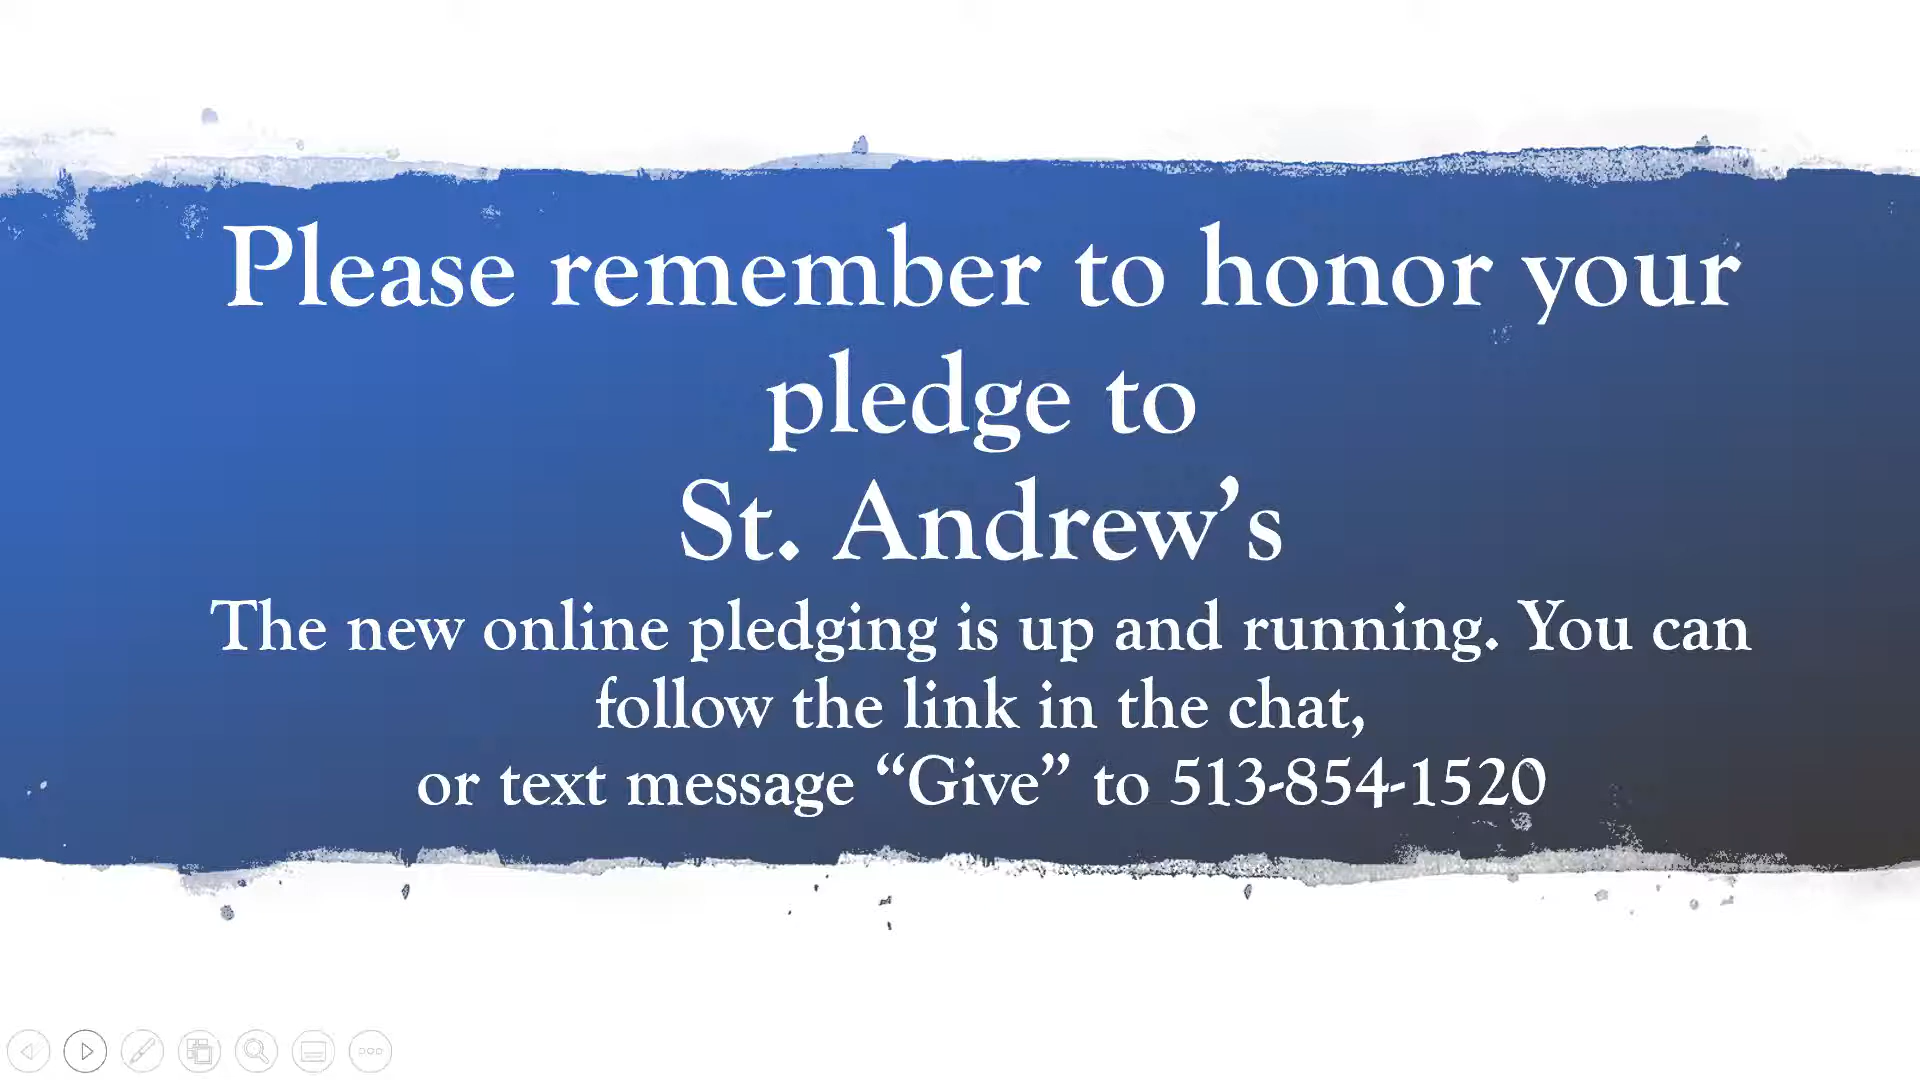 Please remember to honor your
pledge to
St. Andrew’s
The new online pledging is up and running. You can
follow the link in the chat,
or text message “Give” to 513-854-1520